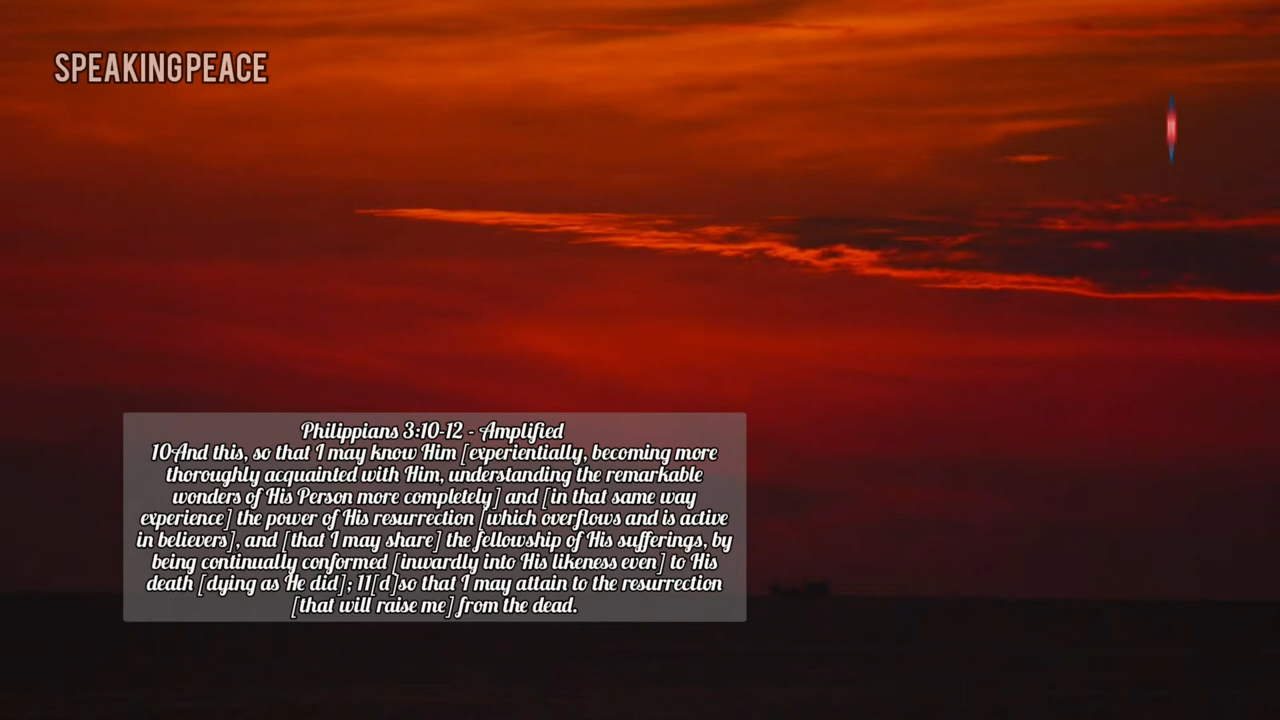 SPEAKING PEACE
Philippians 3:10-12 - Amplified
10And this, so that I may know Him [experientially, becoming more
thoroughly acquainted with Him, understanding the remarkable
wonders of His Person more completely] and [in that same way
experience] the power of His resurrection [which overflows and is active
in believers], and [that I may share] the fellowship of His sufferings, by
being continually conformed [inwardly into His likeness even] to His
death [dying as He did]; 11[d]so that I may attain to the resurrection
[that will raise me] from the dead.